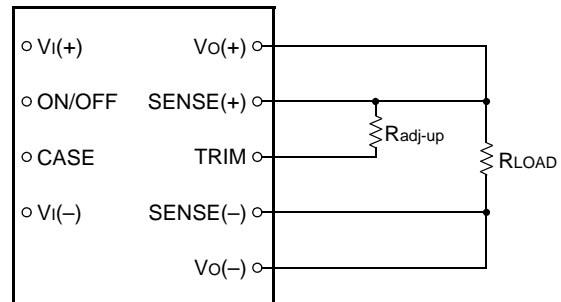 VI(+) VO(+)
ON/OFF SENSE(+)
Radj-up
CASE TRIM
RLOAD
VI(–) SENSE(–)
VO(–)